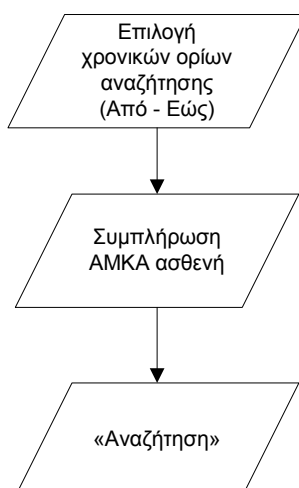 Επιλογή
χρονικών ορίων
αναζήτησης
(Από - Εώς)
Συμπλήρωση
ΑΜΚΑ ασθενή
«Αναζήτηση»